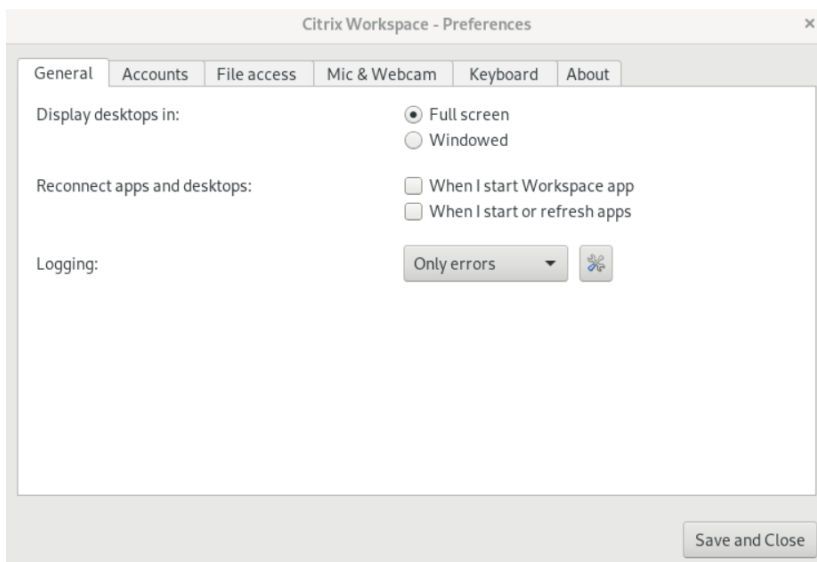 Citrix Workspace - Preferences ×
General Accounts File access Mic & Webcam Keyboard About
Display desktops in: Full screen
Windowed
Reconnect apps and desktops: When I start Workspace app
When I start or refresh apps
Logging: Only errors
Save and Close